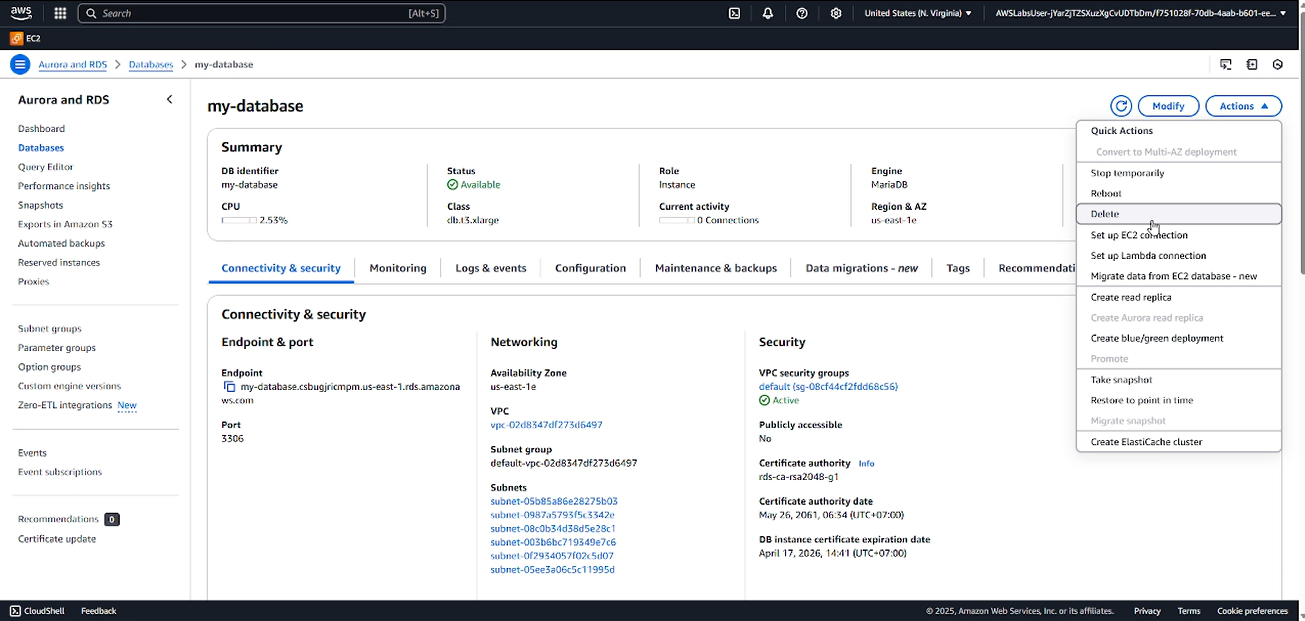 aws
Search [Alt+S]
United States (N. Virginia)
AWSLabsUser-jYarZjTZSXuzXgCvUDTbDm/f751028f-70db-4aab-b601-ee...
EC2
Aurora and RDS > Databases > my-database
Aurora and RDS
Dashboard
Databases
Query Editor
Performance insights
Snapshots
Exports in Amazon S3
Automated backups
Reserved instances
Proxies
Subnet groups
Parameter groups
Option groups
Custom engine versions
Zero-ETL integrations New
Events
Event subscriptions
Recommendations 0
Certificate update
my-database
Modify
Actions
Summary
DB identifier
my-database
Status
Available
Role
Instance
Engine
MariaDB
CPU
2.53%
Class
db.t3.xlarge
Current activity
0 Connections
Region & AZ
us-east-1e
Connectivity & security
Monitoring
Logs & events
Configuration
Maintenance & backups
Data migrations - new
Tags
Recommendati
Connectivity & security
Endpoint & port
Endpoint
my-database.csbugjricmpm.us-east-1.rds.amazona
ws.com
Port
3306
Networking
Availability Zone
us-east-1e
VPC
vpc-02d8347df273d6497
Subnet group
default-vpc-02d8347df273d6497
Subnets
subnet-05b85a86e28275b03
subnet-0987a5793f5c3342e
subnet-08c0b34d38d5e28c1
subnet-003b6bc719349e7c6
subnet-0f2934057f02c5d07
subnet-05ee3a06c5c11995d
Security
VPC security groups
default (sg-08cf44cf2fdd68c56)
Active
Publicly accessible
No
Certificate authority Info
rds-ca-rsa2048-g1
Certificate authority date
May 26, 2061, 06:34 (UTC+07:00)
DB instance certificate expiration date
April 17, 2026, 14:41 (UTC+07:00)
Quick Actions
Convert to Multi-AZ deployment
Stop temporarily
Reboot
Delete
Set up EC2 connection
Set up Lambda connection
Migrate data from EC2 database - new
Create read replica
Create Aurora read replica
Create blue/green deployment
Promote
Take snapshot
Restore to point in time
Migrate snapshot
Create ElastiCache cluster
CloudShell
Feedback
© 2025, Amazon Web Services, Inc. or its affiliates.
Privacy
Terms
Cookie preferences